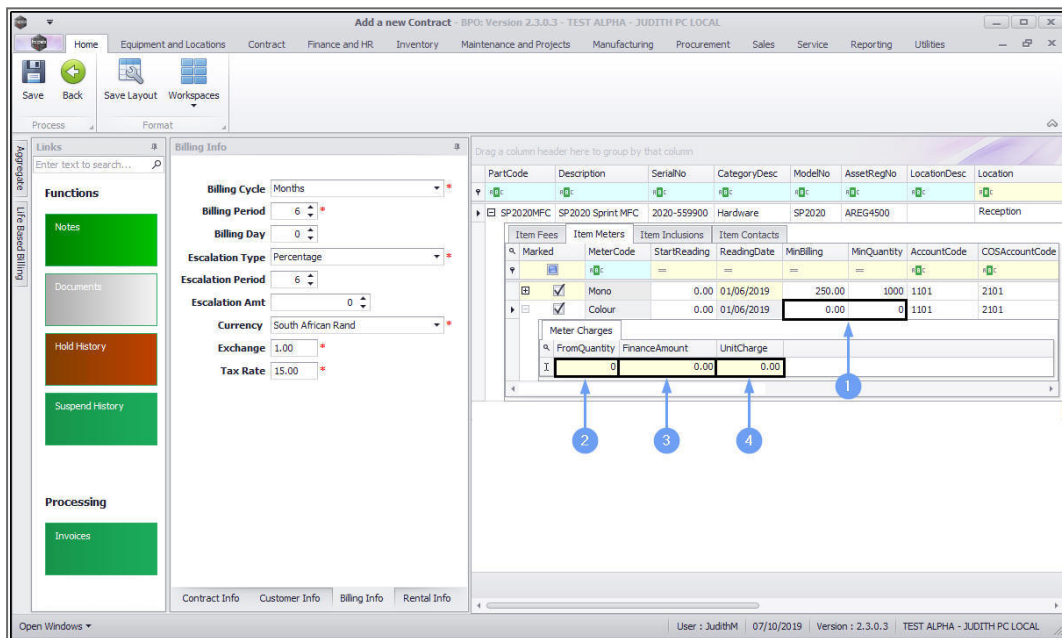 Add a new Contract - BPO: Version 2.3.0.3 - TEST ALPHA - JUDITH PC LOCAL
Home Equipment and Locations Contract Finance and HR Inventory Maintenance and Projects Manufacturing Procurement Sales Service Reporting Utilities
Save Back Save Layout Workspaces
Process Format
Aggregate
Life Based Billing
Links
Enter text to search...
Functions
Notes
Documents
Hold History
Suspend History
Processing
Invoices
Billing Info
Billing Cycle Months *
Billing Period 6 *
Billing Day 0
Escalation Type Percentage *
Escalation Period 6
Escalation Amt 0
Currency South African Rand *
Exchange 1.00 *
Tax Rate 15.00 *
Contract Info Customer Info Billing Info Rental Info
Drag a column header here to group by that column
PartCode Description SerialNo CategoryDesc ModelNo AssetRegNo LocationDesc Location
SP2020MFC SP2020 Sprint MFC 2020-559900 Hardware SP2020 AREG4500 Reception
Item Fees Item Meters Item Inclusions Item Contacts
Marked MeterCode StartReading ReadingDate MinBilling MinQuantity AccountCode COSAccountCode
= = = =
Mono 0.00 01/06/2019 250.00 1000 1101 2101
Colour 0.00 01/06/2019 0.00 0 1101 2101
Meter Charges
FromQuantity FinanceAmount UnitCharge
0 0.00 0.00
1
2 3 4
Open Windows User : JudithM 07/10/2019 Version : 2.3.0.3 TEST ALPHA - JUDITH PC LOCAL